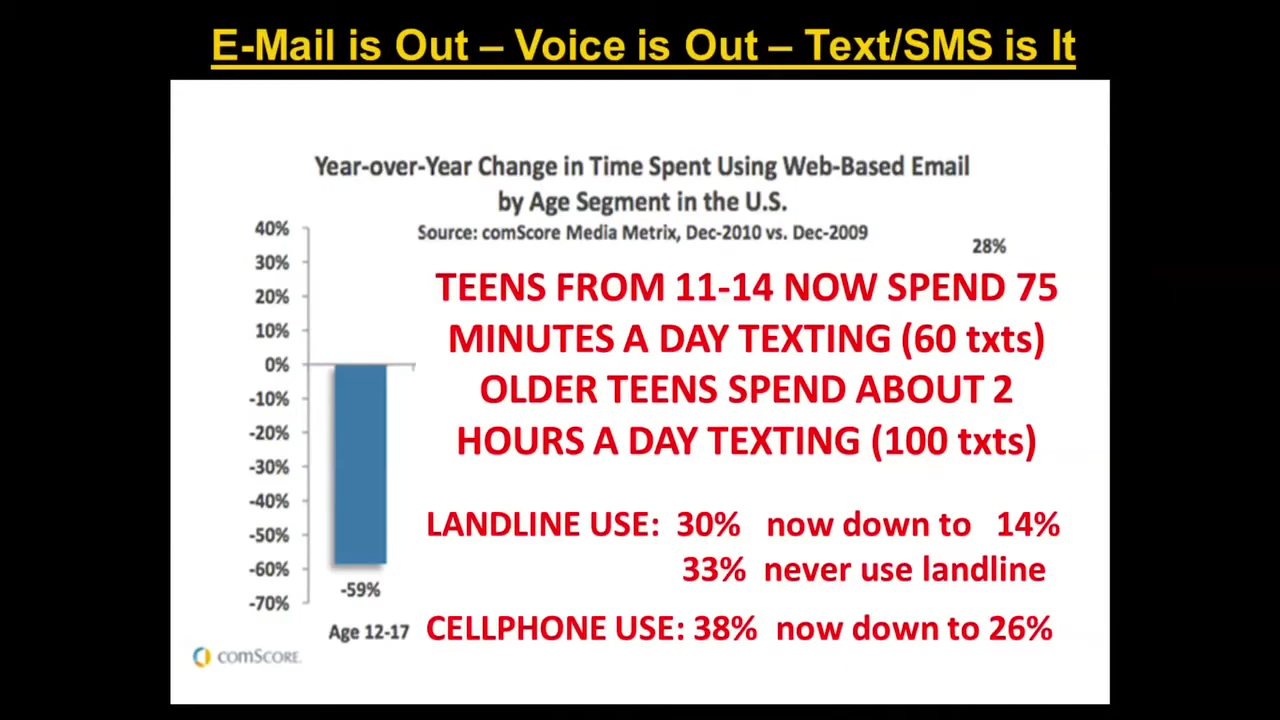 E-Mail is Out – Voice is Out – Text/SMS is It
Year-over-Year Change in Time Spent Using Web-Based Email
by Age Segment in the U.S.
Source: comScore Media Metrix, Dec-2010 vs. Dec-2009
40%
30%
20%
10%
0%
-10%
-20%
-30%
-40%
-50%
-60%
-70%
28%
TEENS FROM 11-14 NOW SPEND 75
MINUTES A DAY TEXTING (60 txts)
OLDER TEENS SPEND ABOUT 2
HOURS A DAY TEXTING (100 txts)
LANDLINE USE: 30% now down to 14%
33% never use landline
CELLPHONE USE: 38% now down to 26%
-59%
Age 12-17
comSCORE